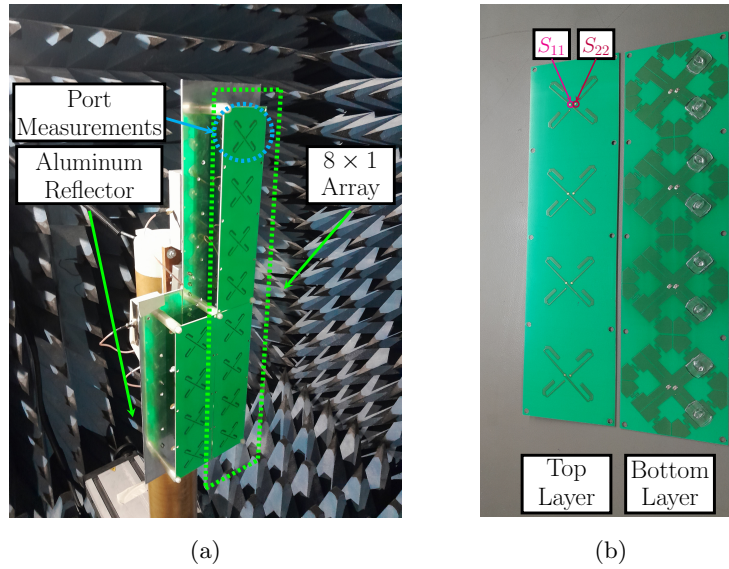 Port
Measurements
Aluminum
Reflector
8 × 1
Array
(a)
S₁₁
S₂₂
Top
Layer
Bottom
Layer
(b)